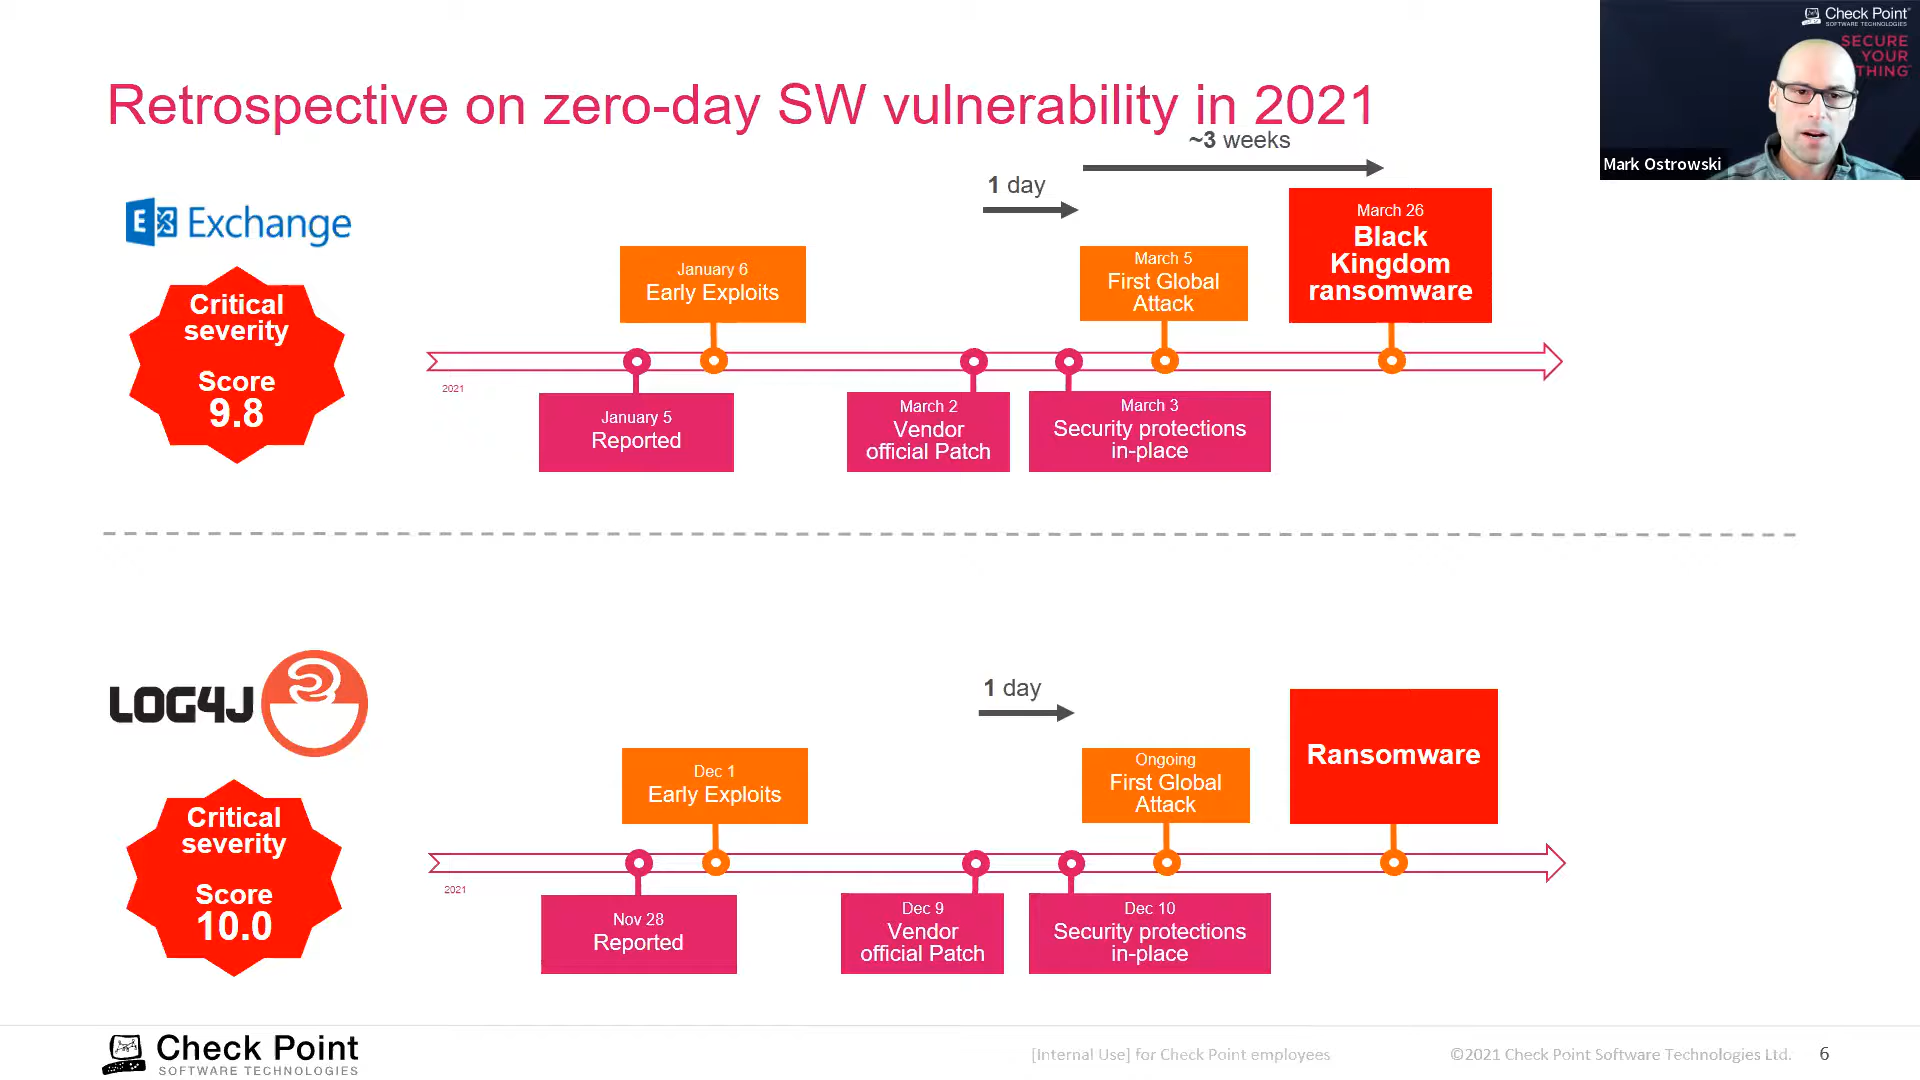 Check Point
SOFTWARE TECHNOLOGIES
SECURE
YOUR
THING
Mark Ostrowski
Retrospective on zero-day SW vulnerability in 2021
~3 weeks
1 day
Exchange
Critical
severity
Score
9.8
January 6
Early Exploits
March 5
First Global
Attack
March 26
Black
Kingdom
ransomware
2021
January 5
Reported
March 2
Vendor
official Patch
March 3
Security protections
in-place
LOG4J
Critical
severity
Score
10.0
1 day
Dec 1
Early Exploits
Ongoing
First Global
Attack
Ransomware
2021
Nov 28
Reported
Dec 9
Vendor
official Patch
Dec 10
Security protections
in-place
Check Point
SOFTWARE TECHNOLOGIES
[Internal Use] for Check Point employees
©2021 Check Point Software Technologies Ltd.
6